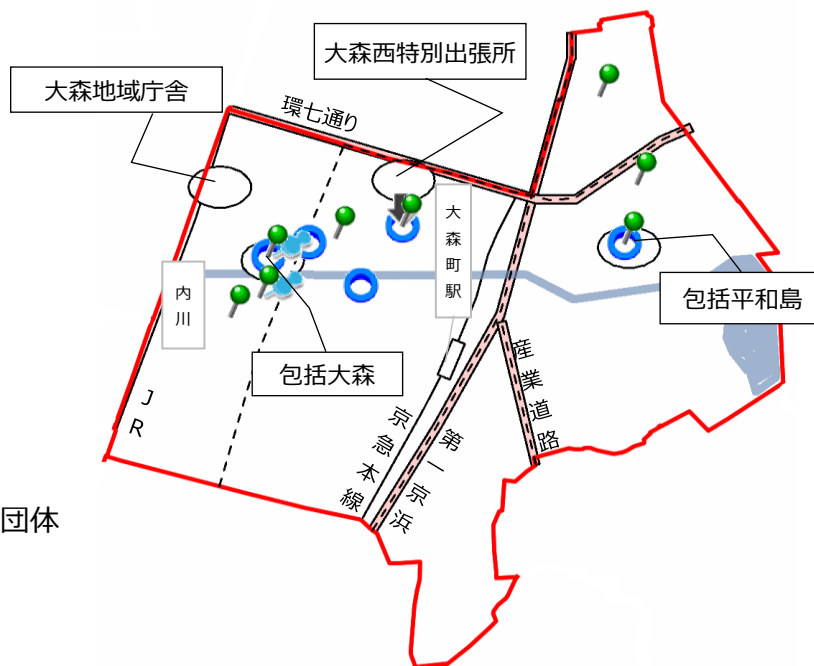 大森西特別出張所
大森地域庁舎
環七通り
大森町駅
内川
包括平和島
包括大森
産業道路
JR
京急本線
第一京浜
団体